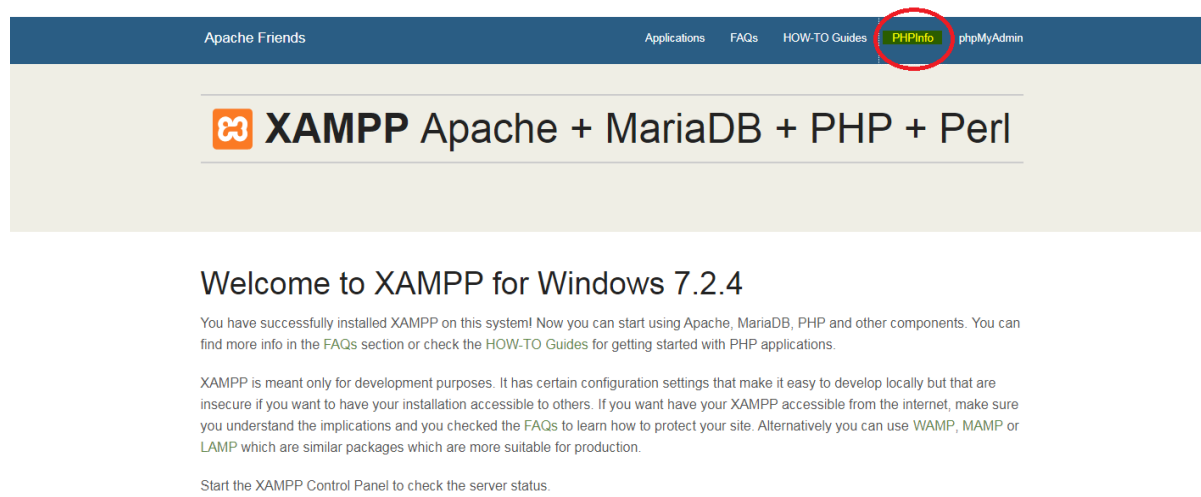 Apache Friends Applications FAQs HOW-TO Guides PHPInfo phpMyAdmin
XAMPP Apache + MariaDB + PHP + Perl
Welcome to XAMPP for Windows 7.2.4
You have successfully installed XAMPP on this system! Now you can start using Apache, MariaDB, PHP and other components. You can
find more info in the FAQs section or check the HOW-TO Guides for getting started with PHP applications.
XAMPP is meant only for development purposes. It has certain configuration settings that make it easy to develop locally but that are
insecure if you want to have your installation accessible to others. If you want have your XAMPP accessible from the internet, make sure
you understand the implications and you checked the FAQs to learn how to protect your site. Alternatively you can use WAMP, MAMP or
LAMP which are similar packages which are more suitable for production.
Start the XAMPP Control Panel to check the server status.